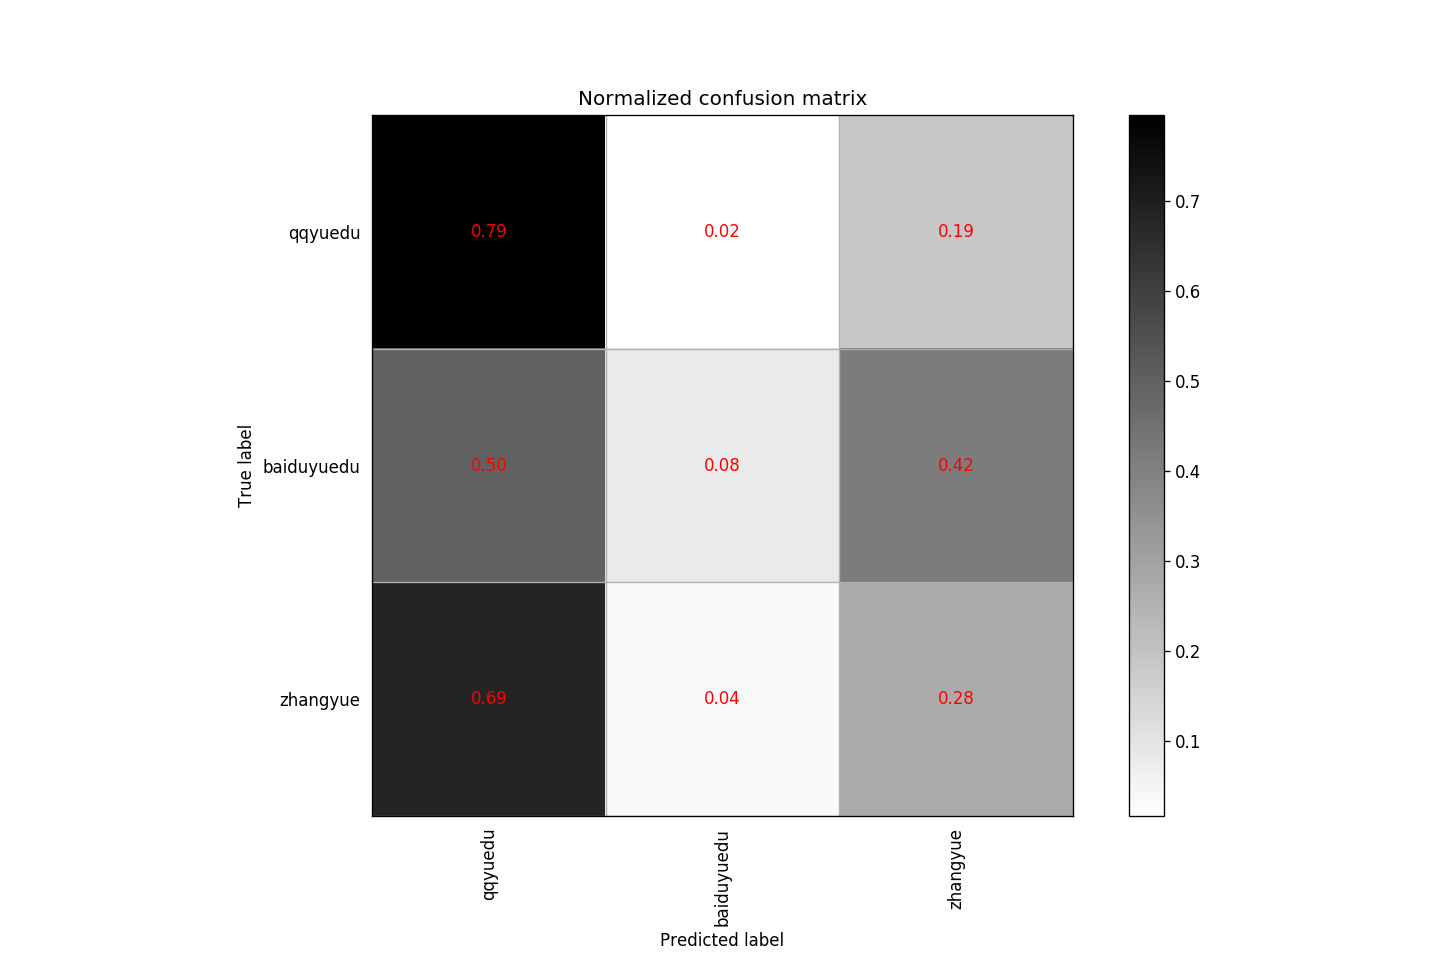 Normalized confusion matrix
qqyuedu
0.79
0.02
0.19
baiduyuedu
0.50
0.08
0.42
zhangyue
0.69
0.04
0.28
True label
qqyuedu
baiduyuedu
zhangyue
Predicted label
0.7
0.6
0.5
0.4
0.3
0.2
0.1